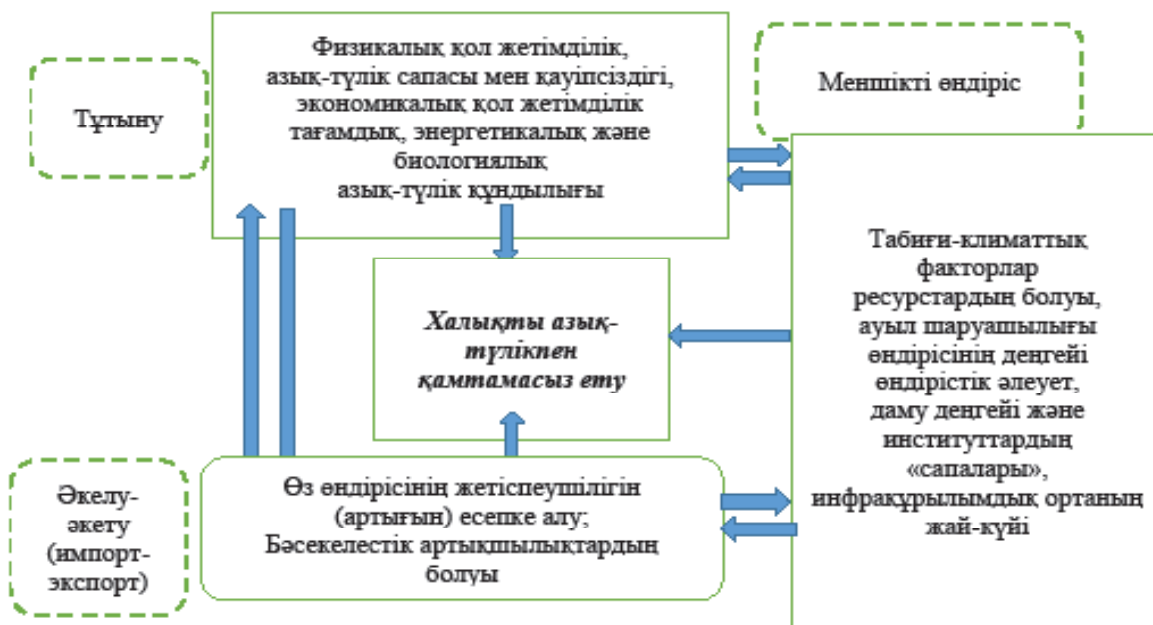 Физикалық қол жетімділік,
азық-түлік сапасы мен қауіпсіздігі,
экономикалық қол жетімділік
тағамдық, энергетикалық және
биологиялық
азық-түлік құндылығы
Тұтыну
Меншікті өндіріс
Табиғи-климаттық
факторлар
ресурстардың болуы,
ауыл шаруашылығы
өндірісінің деңгейі
өндірістік әлеует,
даму деңгейі және
институттардың
«сапалары»,
инфрақұрылымдық ортаның
жай-күйі
Халықты азық-
түлікпен
қамтамасыз ету
Әкелу-
әкету
(импорт-
экспорт)
Өз өндірісінің жетіспеушілігін
(артығын) есепке алу;
Бәсекелестік артықшылықтардың
болуы